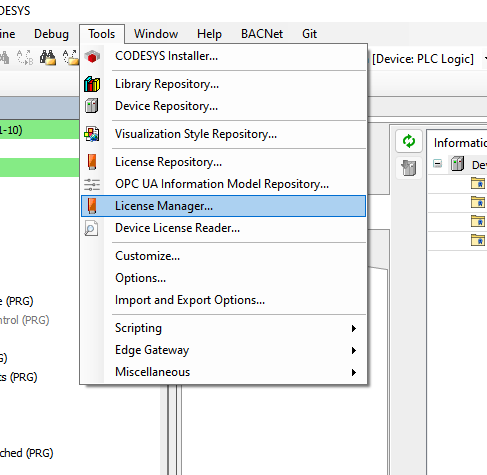 CODESYS
ine Debug Tools Window Help BACNet Git
[Device: PLC Logic]
CODESYS Installer...
Library Repository...
Device Repository...
Visualization Style Repository...
License Repository...
OPC UA Information Model Repository...
License Manager...
Device License Reader...
Customize...
Options...
Import and Export Options...
Scripting
Edge Gateway
Miscellaneous
1-10)
e (PRG)
ntrol (PRG)
G)
ts (PRG)
ched (PRG)
Informatio
Dev